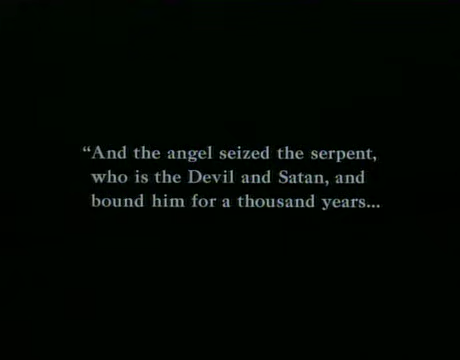 “And the angel seized the serpent,
who is the Devil and Satan, and
bound him for a thousand years...